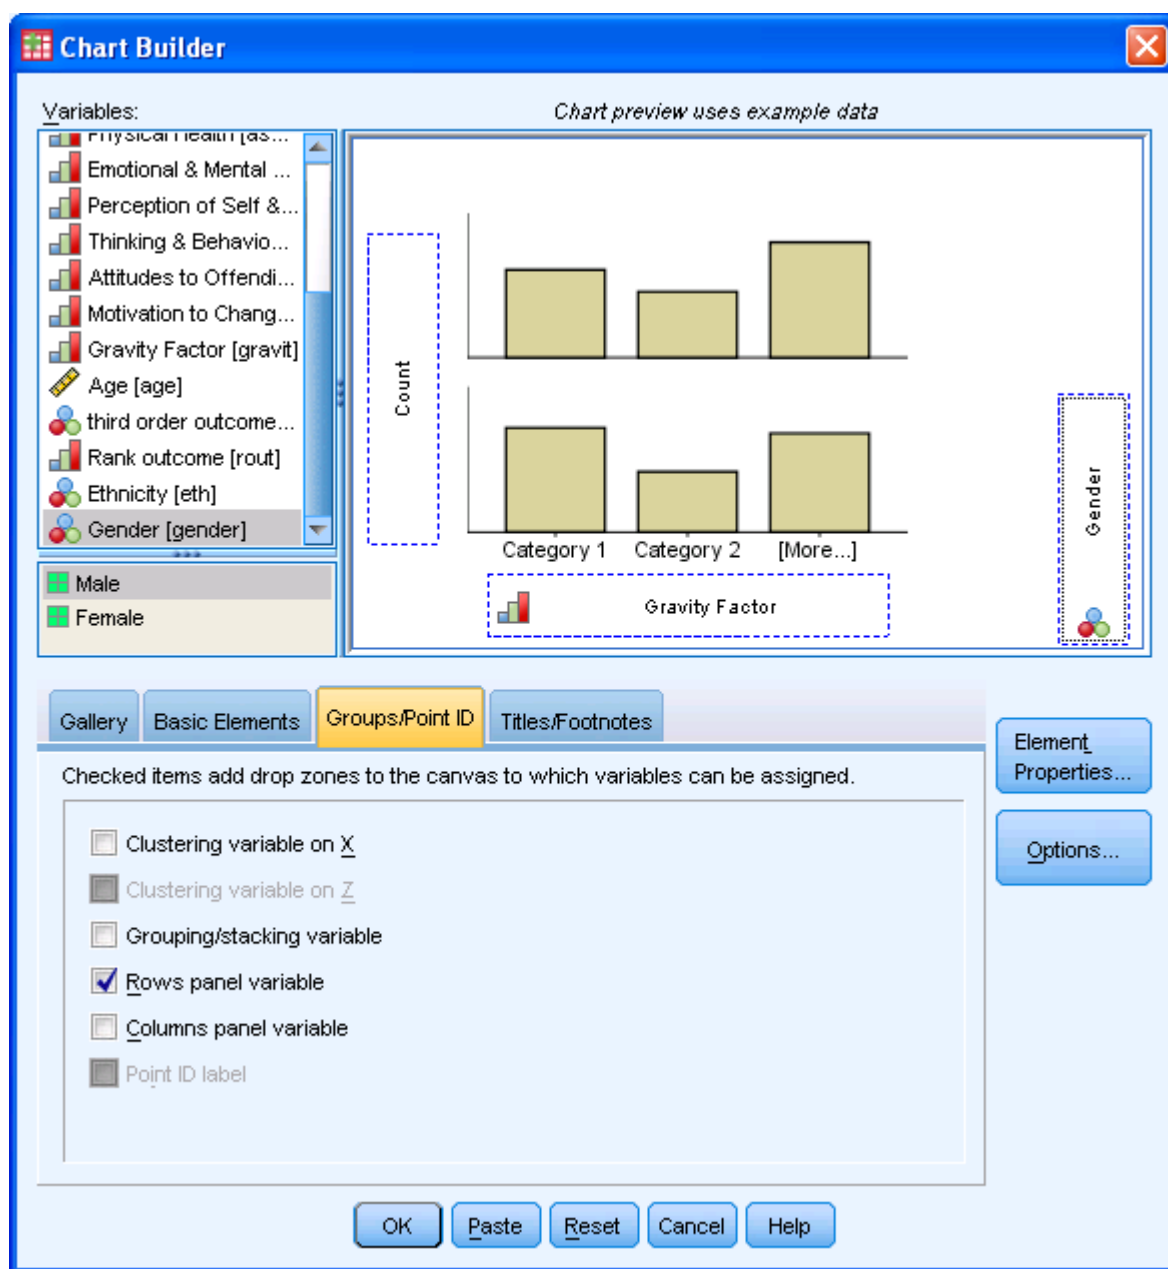 Chart Builder
Variables:
Chart preview uses example data
Physical Health [as...
Emotional & Mental ...
Perception of Self &...
Thinking & Behavio...
Attitudes to Offendi...
Motivation to Chang...
Gravity Factor [gravit]
Age [age]
third order outcome...
Rank outcome [rout]
Ethnicity [eth]
Gender [gender]
Male
Female
Count
Category 1 Category 2 [More...]
Gravity Factor
Gender
Gallery Basic Elements Groups/Point ID Titles/Footnotes
Element
Properties...
Options...
Checked items add drop zones to the canvas to which variables can be assigned.
Clustering variable on X
Clustering variable on Z
Grouping/stacking variable
Rows panel variable
Columns panel variable
Point ID label
OK Paste Reset Cancel Help